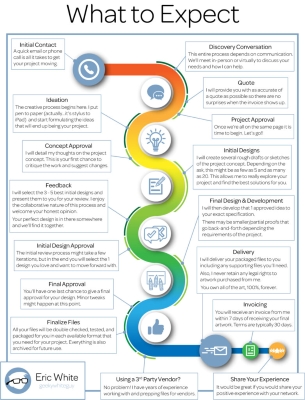 What to Expect
Initial Contact
A quick email or phone
call is all it takes to get
your project moving.
Discovery Conversation
This entire process depends on communication.
We'll meet in-person or virtually to discuss your
needs and how I can help.
Quote
I will provide you with as accurate of
a quote as possible so there are no
surprises when the invoice shows up.
Ideation
The creative process begins here. I put
pen to paper (actually, it's stylus to
iPad) and start formulating the ideas
that will end up being your project.
Project Approval
Once we're all on the same page it is
time to begin. Let's go!
Concept Approval
I will detail my thoughts on the project
concept. This is your first chance to
critique the work and suggest changes.
Initial Designs
I will create several rough drafts or sketches
of the project concept. Depending on the
ask, this might be as few as 5 and as many
as 20. This allows me to really explore your
project and find the best solutions for you.
Feedback
I will select the 3 - 5 best initial designs and
present them to you for your review. I enjoy
the collaborative nature of this process and
welcome your honest opinion.
Your perfect design is in there somewhere
and we'll find it together.
Final Design & Development
I will then develop that 1 approved idea to
your exact specification.
There may be smaller partial proofs that
go back-and-forth depending on the
requirements of the project.
Initial Design Approval
The initial review process might take a few
iterations, but in the end you will select the 1
design you love and want to move forward with.
Delivery
I will deliver your packaged files to you
including any supporting files you'll need.
Also, I never retain any legal rights to
artwork purchased from me.
You own all of the art, 100%, forever.
Final Approval
You'll have one last chance to give a final
approval for your design. Minor tweaks
might happen at this point.
Finalize Files
All your files will be double checked, tested, and
packaged for you in each available format that
you need for your project. Everything is also
archived for future use.
Invoicing
You will receive an invoice from me
within 7 days of receiving your final
artwork. Terms are typically 30 days.
Eric White
Using a 3rd Party Vendor?
No problem! I have years of experience
working with and prepping files for vendors.
Share Your Experience
It would be great if you would share your
positive experience with your network.